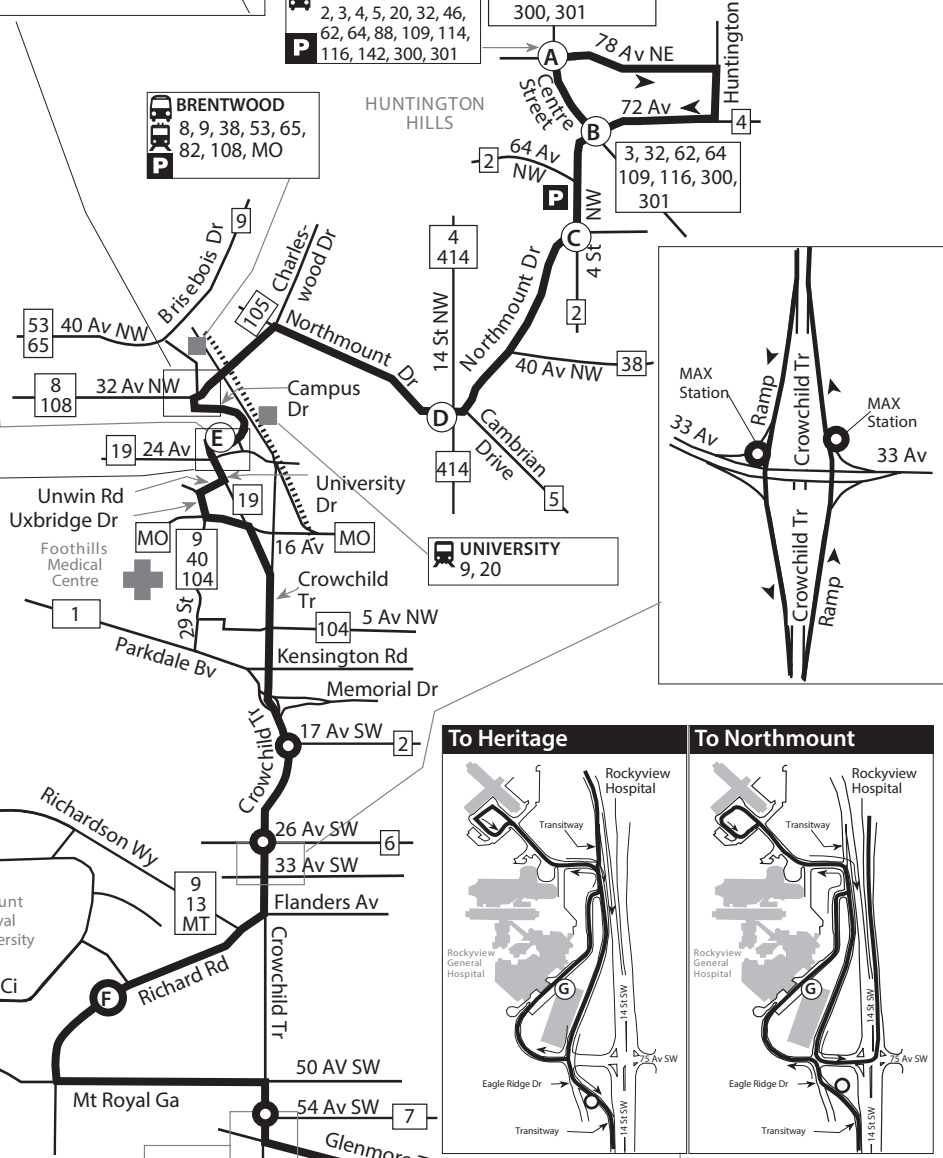 2, 3, 4, 5, 20, 32, 46,
62, 64, 88, 109, 114,
P
116, 142, 300, 301
300, 301
A
78 Av NE
Huntington
Centre
Street
72 Av
4
HUNTINGTON
HILLS
B
BRENTWOOD
8, 9, 38, 53, 65,
82, 108, MO
P
2
64 Av
NW
3, 32, 62, 64
109, 116, 300,
301
P
4 St NW
C
2
9
Brisebois Dr
Charles-
wood Dr
105
4
414
14 St NW
Northmount Dr
53
65
40 Av NW
Northmount Dr
40 Av NW
38
8
108
32 Av NW
Campus
Dr
D
E
19
24 Av
414
Cambrian
Drive
5
Unwin Rd
Uxbridge Dr
19
University
Dr
MO
9
40
104
16 Av
MO
UNIVERSITY
9, 20
Foothills
Medical
Centre
Crowchild
Tr
1
29 St
104
5 Av NW
Parkdale Bv
Kensington Rd
Memorial Dr
Crowchild Tr
17 Av SW
2
26 Av SW
6
33 Av SW
Richardson Wy
9
13
MT
Flanders Av
Richard Rd
Crowchild Tr
F
Ci
50 AV SW
Mt Royal Ga
54 Av SW
7
MAX
Station
Ramp
Crowchild Tr
MAX
Station
33 Av
33 Av
Crowchild Tr
Ramp
To Heritage
Rockyview
Hospital
Transitway
Rockyview
General
Hospital
G
14 St SW
75 Av SW
Eagle Ridge Dr
14 St SW
Transitway
To Northmount
Rockyview
Hospital
Transitway
Rockyview
General
Hospital
G
14 St SW
75 Av SW
Eagle Ridge Dr
14 St SW
Transitway